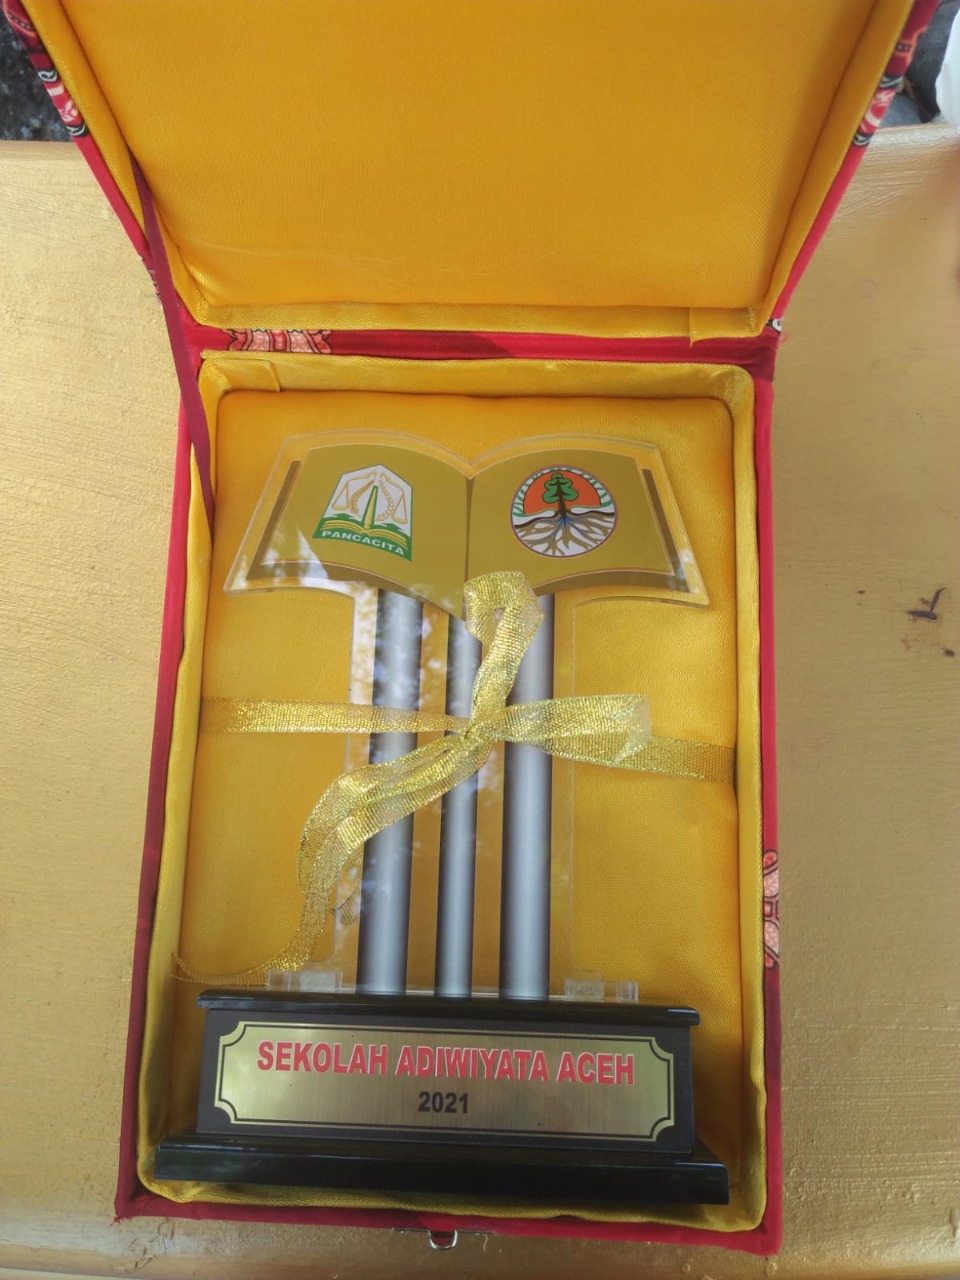 PANCACITA
SEKOLAH ADIWIYATA ACEH
2021